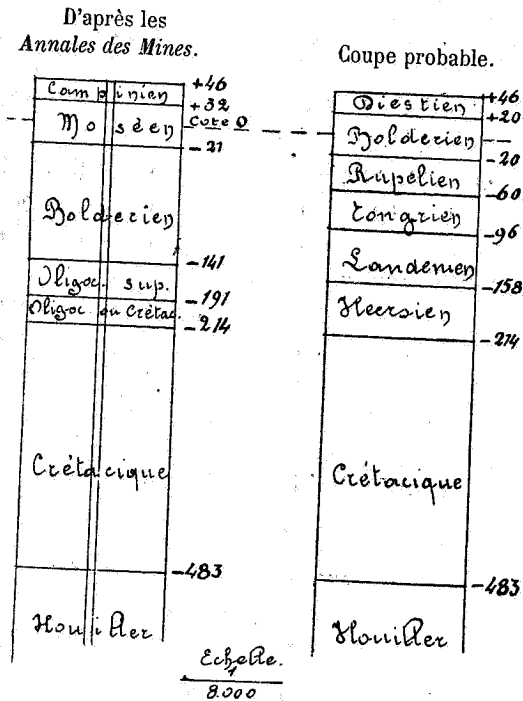 D'après les
Annales des Mines.
+46
Campinien
+32
Moséen
Cote 0
-21
Bolderien
-141
Oligoc. sup.
-191
Oligoc. ou Crétac.
-214
Crétacique
-483
Houiller
Coupe probable.
+46
Diestien
+20
Bolderien
-20
Rupélien
-60
Tongrien
-96
Landenien
-158
Heersien
-214
Crétacique
-483
Houiller
Echelle.
1
8.000